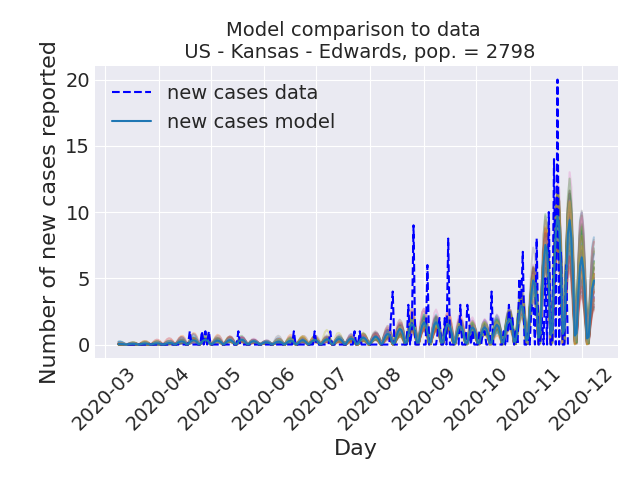 Model comparison to data
US - Kansas - Edwards, pop. = 2798
new cases data
new cases model
Number of new cases reported
20
15
10
5
0
2020-03
2020-04
2020-05
2020-06
2020-07
2020-08
2020-09
2020-10
2020-11
2020-12
Day